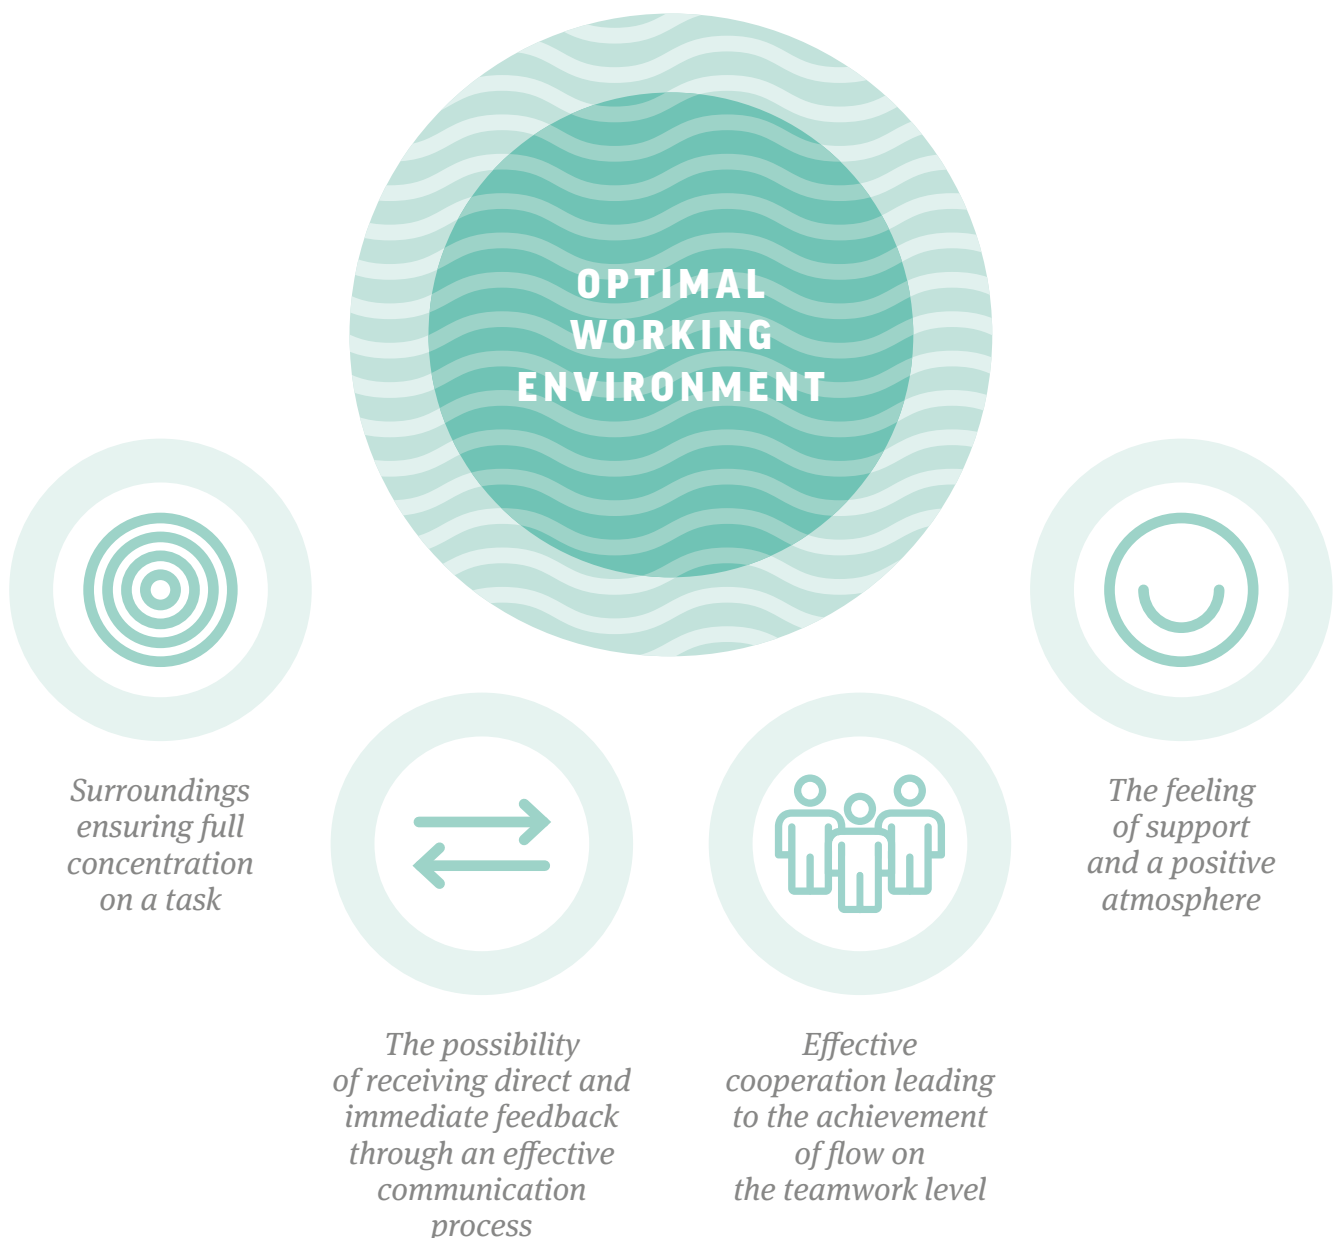 OPTIMAL
WORKING
ENVIRONMENT
Surroundings
ensuring full
concentration
on a task
The possibility
of receiving direct and
immediate feedback
through an effective
communication
process
Effective
cooperation leading
to the achievement
of flow on
the teamwork level
The feeling
of support
and a positive
atmosphere